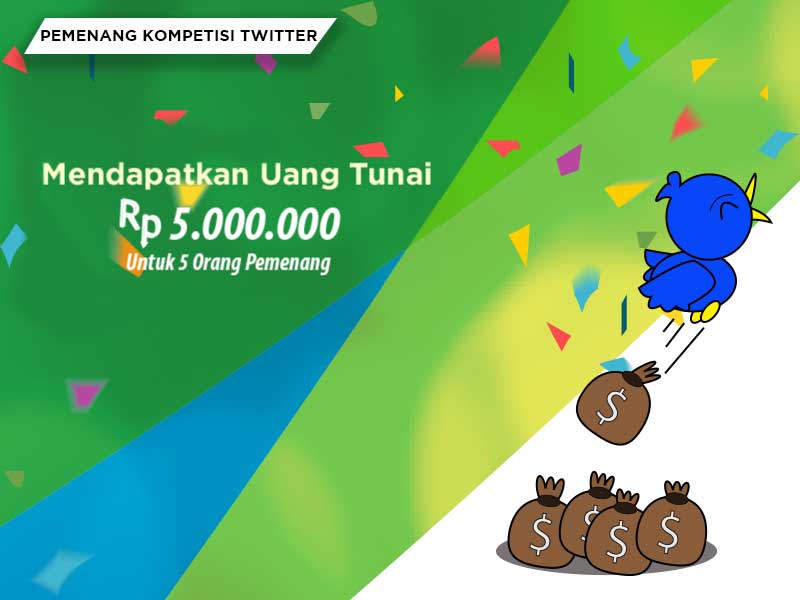 PEMENANG KOMPETISI TWITTER
Mendapatkan Uang Tunai
Rp 5.000.000
Untuk 5 Orang Pemenang
$
$ $ $ $